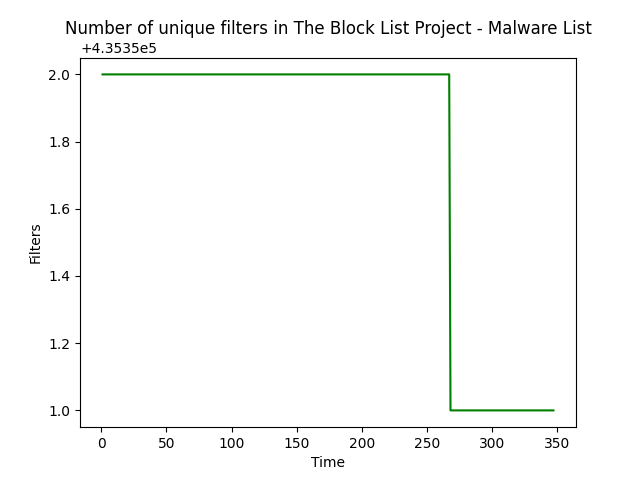 Number of unique filters in The Block List Project - Malware List
+4.3535e5
2.0
1.8
1.6
1.4
1.2
1.0
Filters
0 50 100 150 200 250 300 350
Time